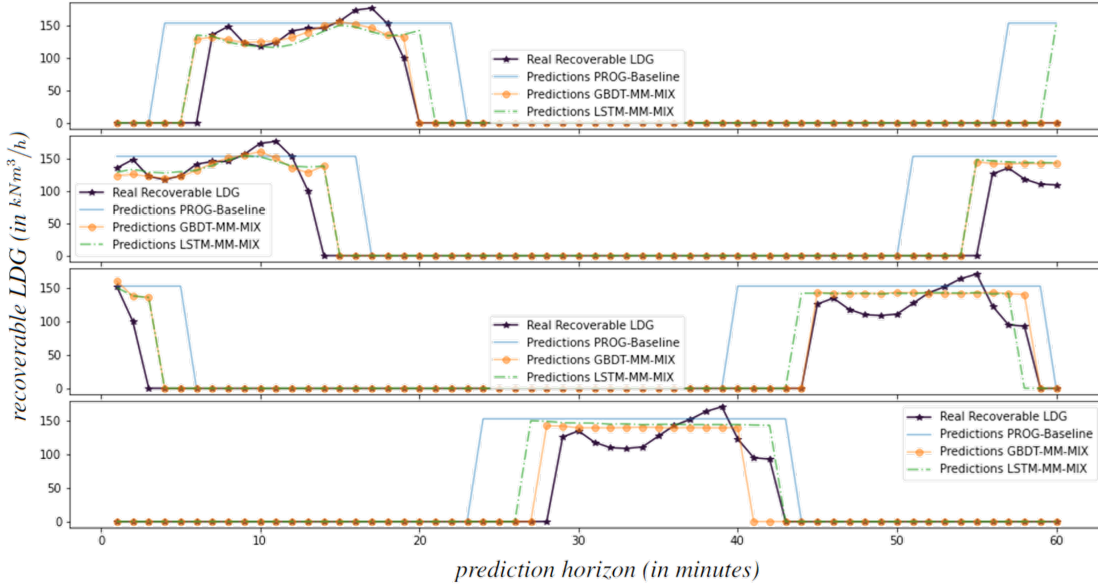 150
100
50
0
Real Recoverable LDG
Predictions PROG-Baseline
Predictions GBDT-MM-MIX
Predictions LSTM-MM-MIX
150
100
50
0
Real Recoverable LDG
Predictions PROG-Baseline
Predictions GBDT-MM-MIX
Predictions LSTM-MM-MIX
150
100
50
0
Real Recoverable LDG
Predictions PROG-Baseline
Predictions GBDT-MM-MIX
Predictions LSTM-MM-MIX
150
100
50
0
Real Recoverable LDG
Predictions PROG-Baseline
Predictions GBDT-MM-MIX
Predictions LSTM-MM-MIX
0 10 20 30 40 50 60
recoverable LDG (in kNm³/h)
prediction horizon (in minutes)